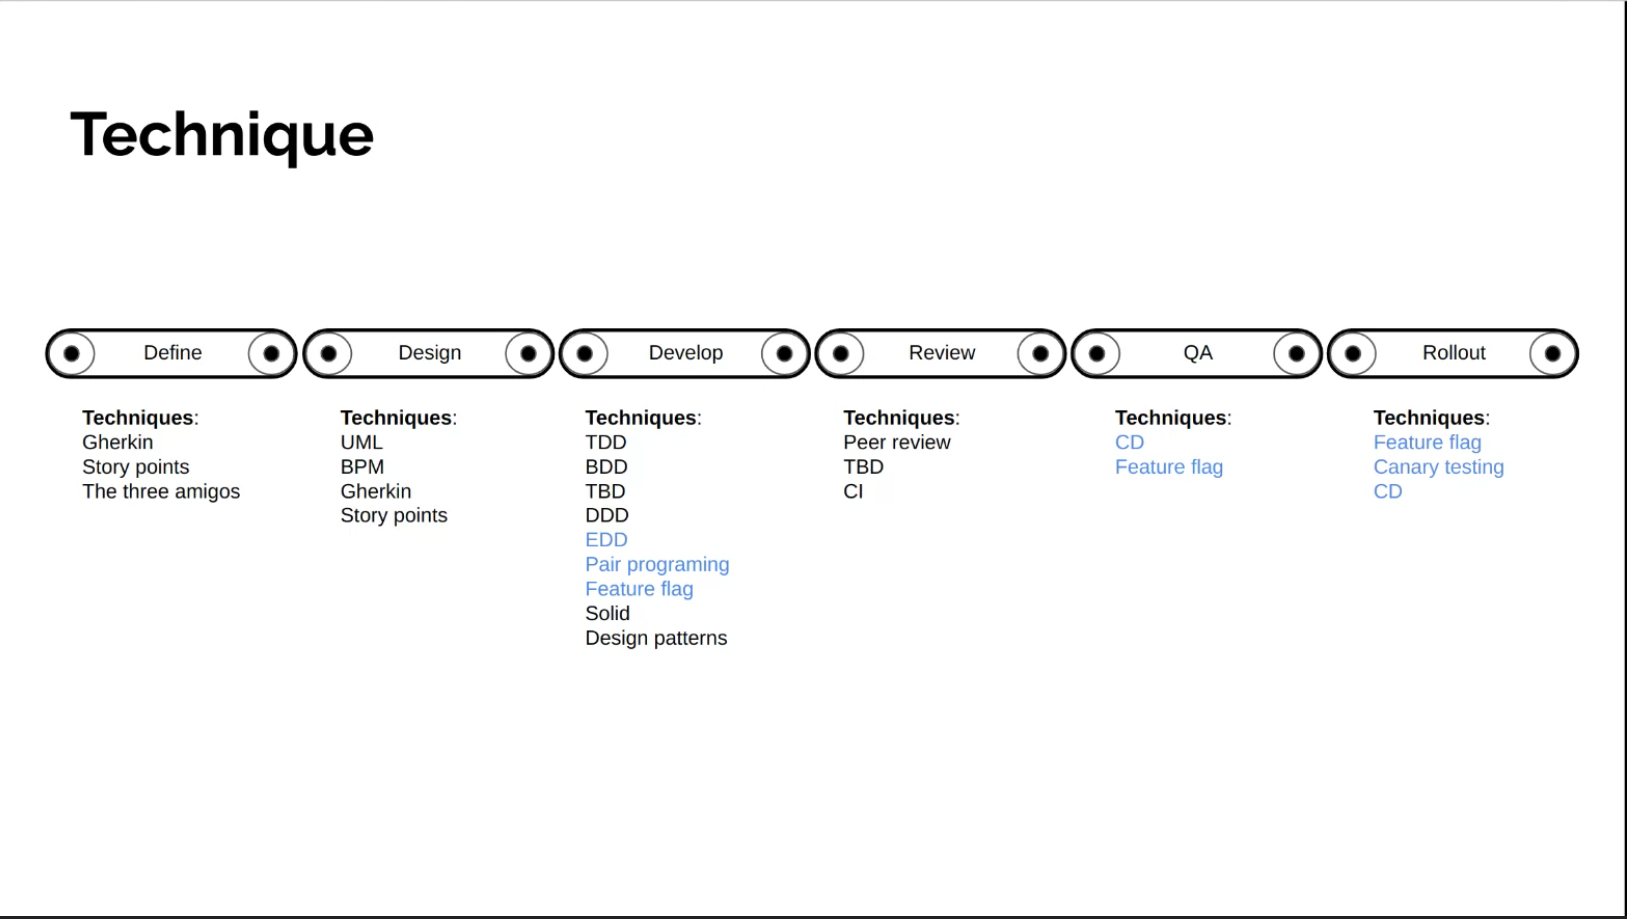 Technique
Define
Design
Develop
Review
QA
Rollout
Techniques:
Gherkin
Story points
The three amigos
Techniques:
UML
BPM
Gherkin
Story points
Techniques:
TDD
BDD
TBD
DDD
EDD
Pair programing
Feature flag
Solid
Design patterns
Techniques:
Peer review
TBD
CI
Techniques:
CD
Feature flag
Techniques:
Feature flag
Canary testing
CD